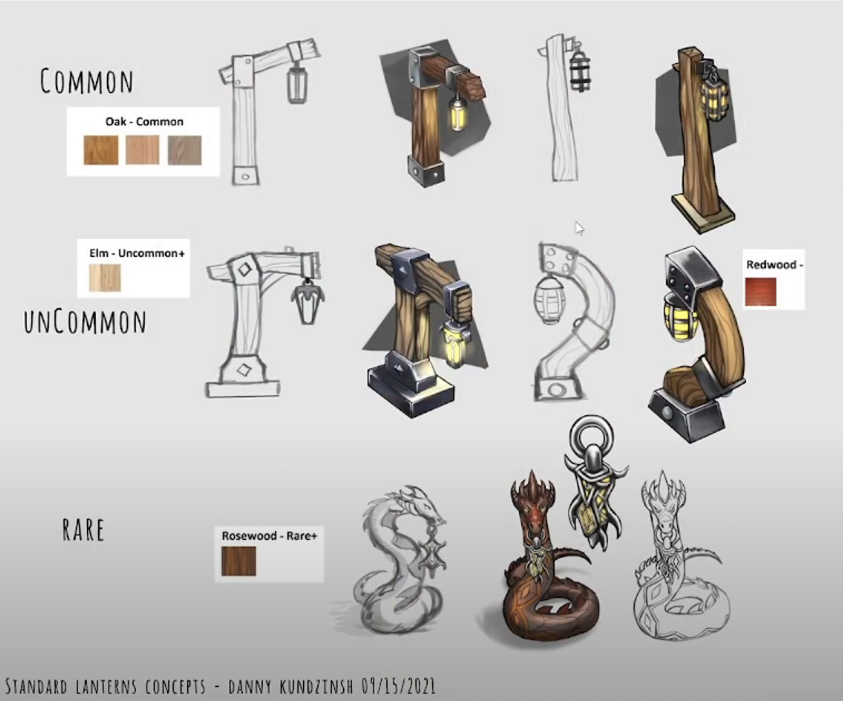 COMMON
Oak - Common
Elm - Uncommon+
Redwood -
UNCOMMON
RARE
Rosewood - Rare+
STANDARD LANTERNS CONCEPTS - DANNY KUNDZINSH 09/15/2021